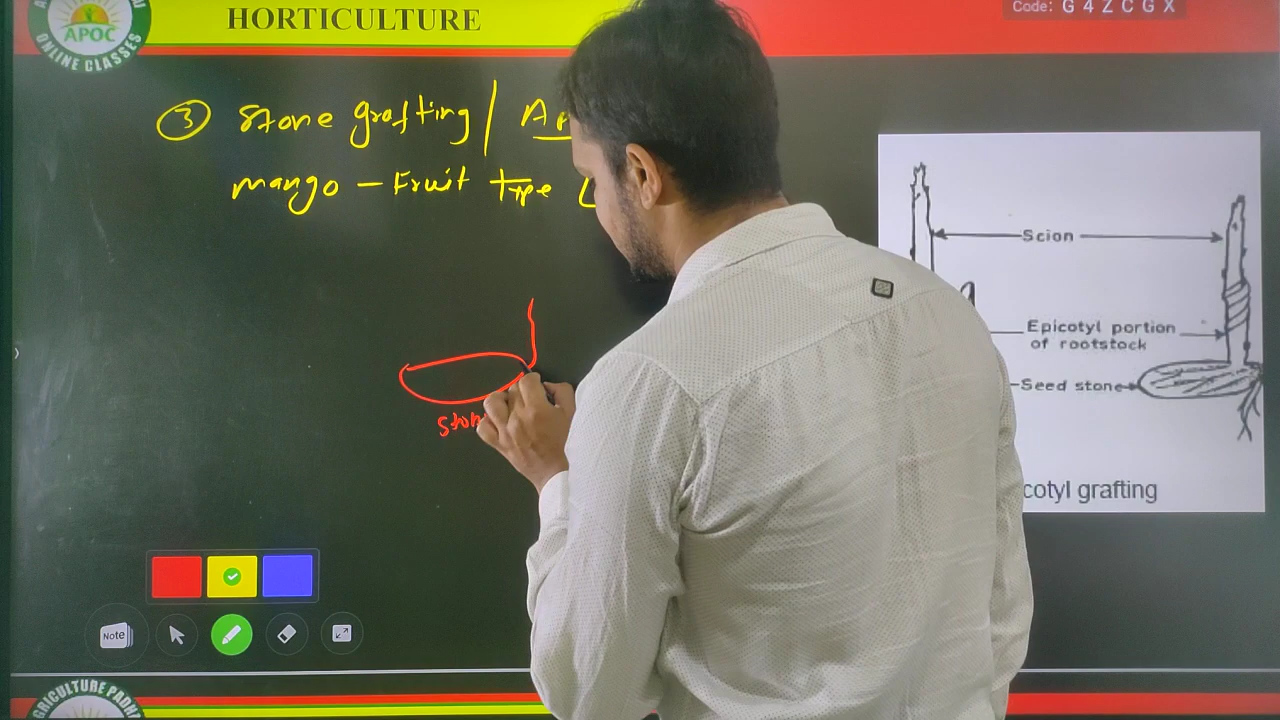 HORTICULTURE
Code: G4ZCGX
APOC
ONLINE CLASSES
③ Stone grafting /
mango - Fruit type
Scion
Epicotyl portion
of rootstock
Seed stone
cotyl grafting
Note